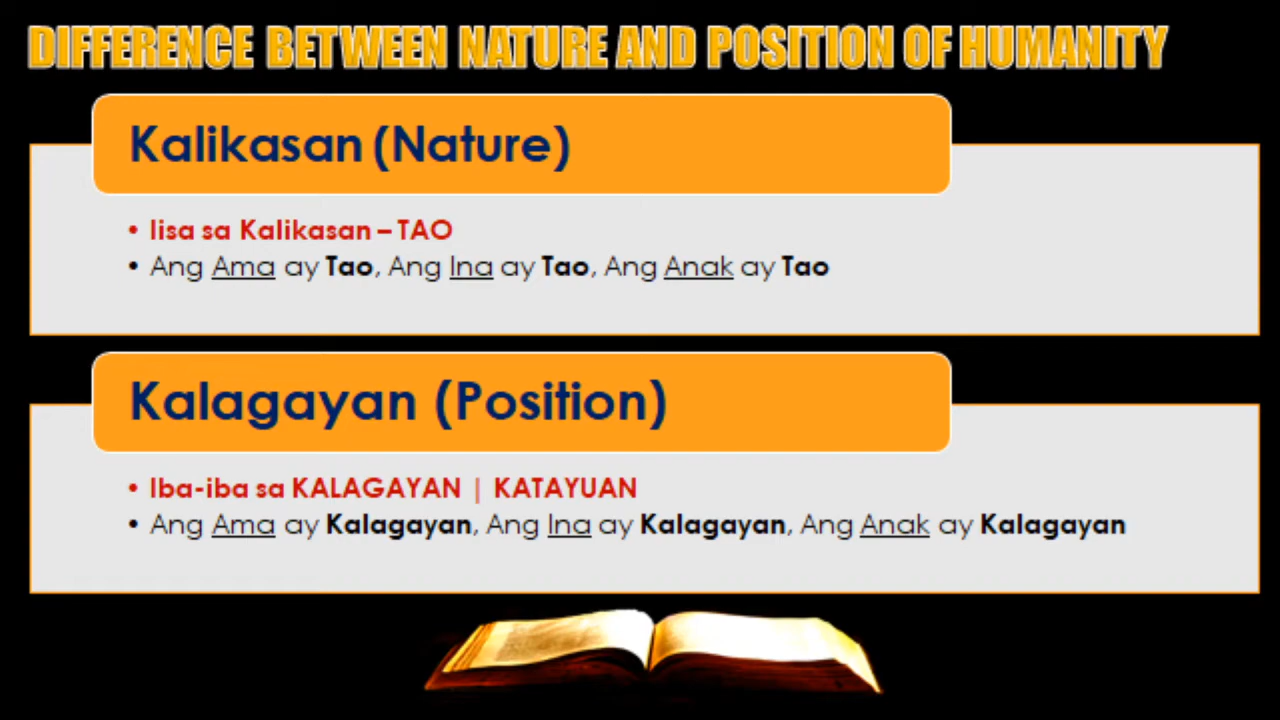 DIFFERENCE BETWEEN NATURE AND POSITION OF HUMANITY
Kalikasan (Nature)
• Iisa sa Kalikasan – TAO
• Ang Ama ay Tao, Ang Ina ay Tao, Ang Anak ay Tao
Kalagayan (Position)
• Iba-iba sa KALAGAYAN | KATAYUAN
• Ang Ama ay Kalagayan, Ang Ina ay Kalagayan, Ang Anak ay Kalagayan